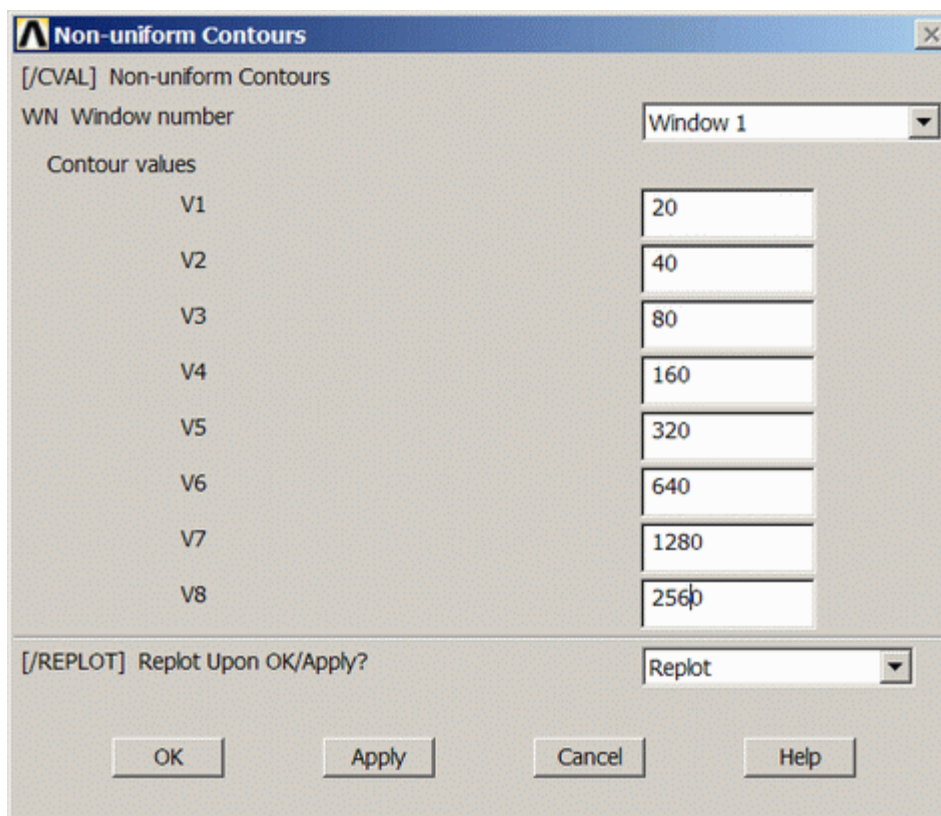 Non-uniform Contours
[/CVAL] Non-uniform Contours
WN Window number Window 1
Contour values
V1 20
V2 40
V3 80
V4 160
V5 320
V6 640
V7 1280
V8 2560
[/REPLOT] Replot Upon OK/Apply? Replot
OK Apply Cancel Help